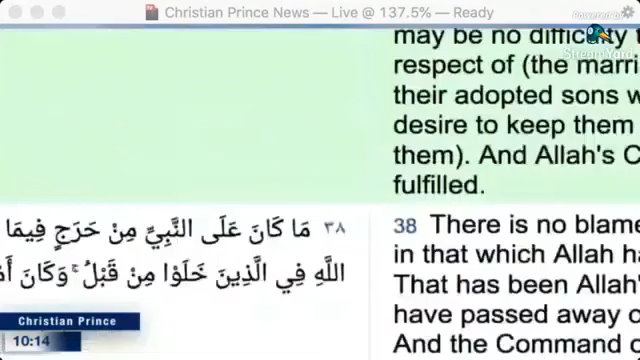 Christian Prince News — Live @ 137.5% — Ready
Powered by
StreamYard
may be no difficulty
respect of (the marri
their adopted sons w
desire to keep them
them). And Allah's C
fulfilled.
٣٨ مَا كَانَ عَلَى النَّبِيِّ مِنْ حَرَجٍ فِيمَا
اللَّهِ فِي الَّذِينَ خَلَوْا مِنْ قَبْلُ ۚ وَكَانَ أَمْ
38 There is no blame
in that which Allah ha
That has been Allah'
have passed away o
And the Command o
Christian Prince
10:14